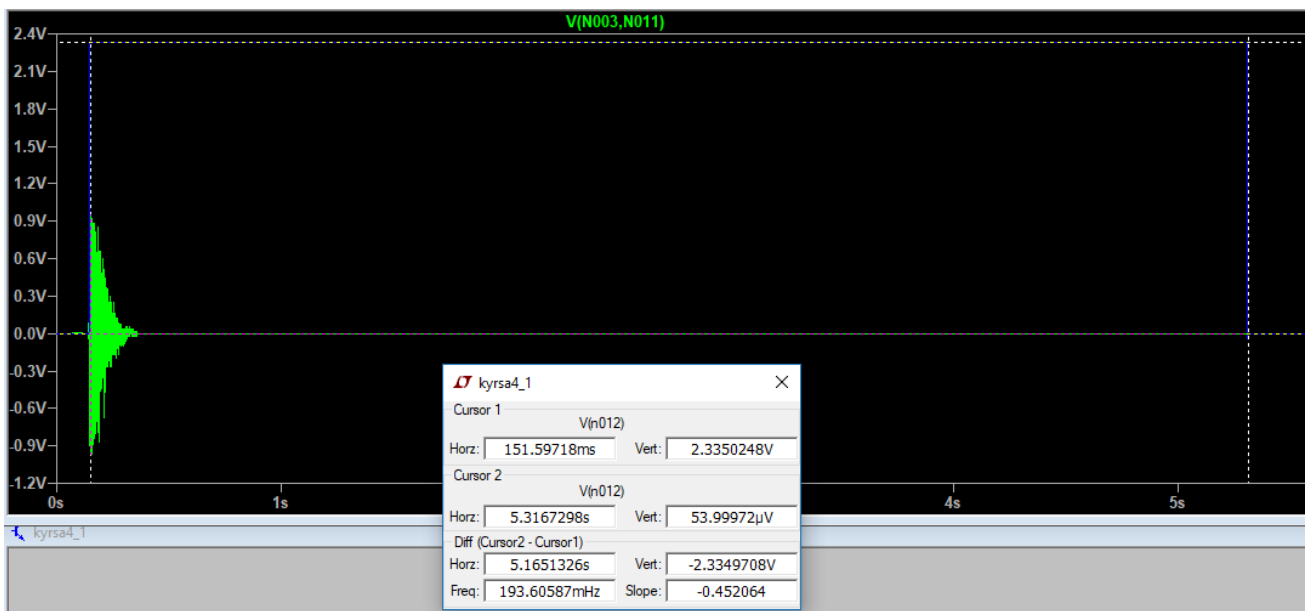 V(N003,N011)
2.4V
2.1V
1.8V
1.5V
1.2V
0.9V
0.6V
0.3V
0.0V
-0.3V
-0.6V
-0.9V
-1.2V
0s 1s 4s 5s
kyrsa4_1
kyrsa4_1
Cursor 1
V(n012)
Horz: 151.59718ms Vert: 2.3350248V
Cursor 2
V(n012)
Horz: 5.3167298s Vert: 53.99972µV
Diff (Cursor2 - Cursor1)
Horz: 5.1651326s Vert: -2.3349708V
Freq: 193.60587mHz Slope: -0.452064